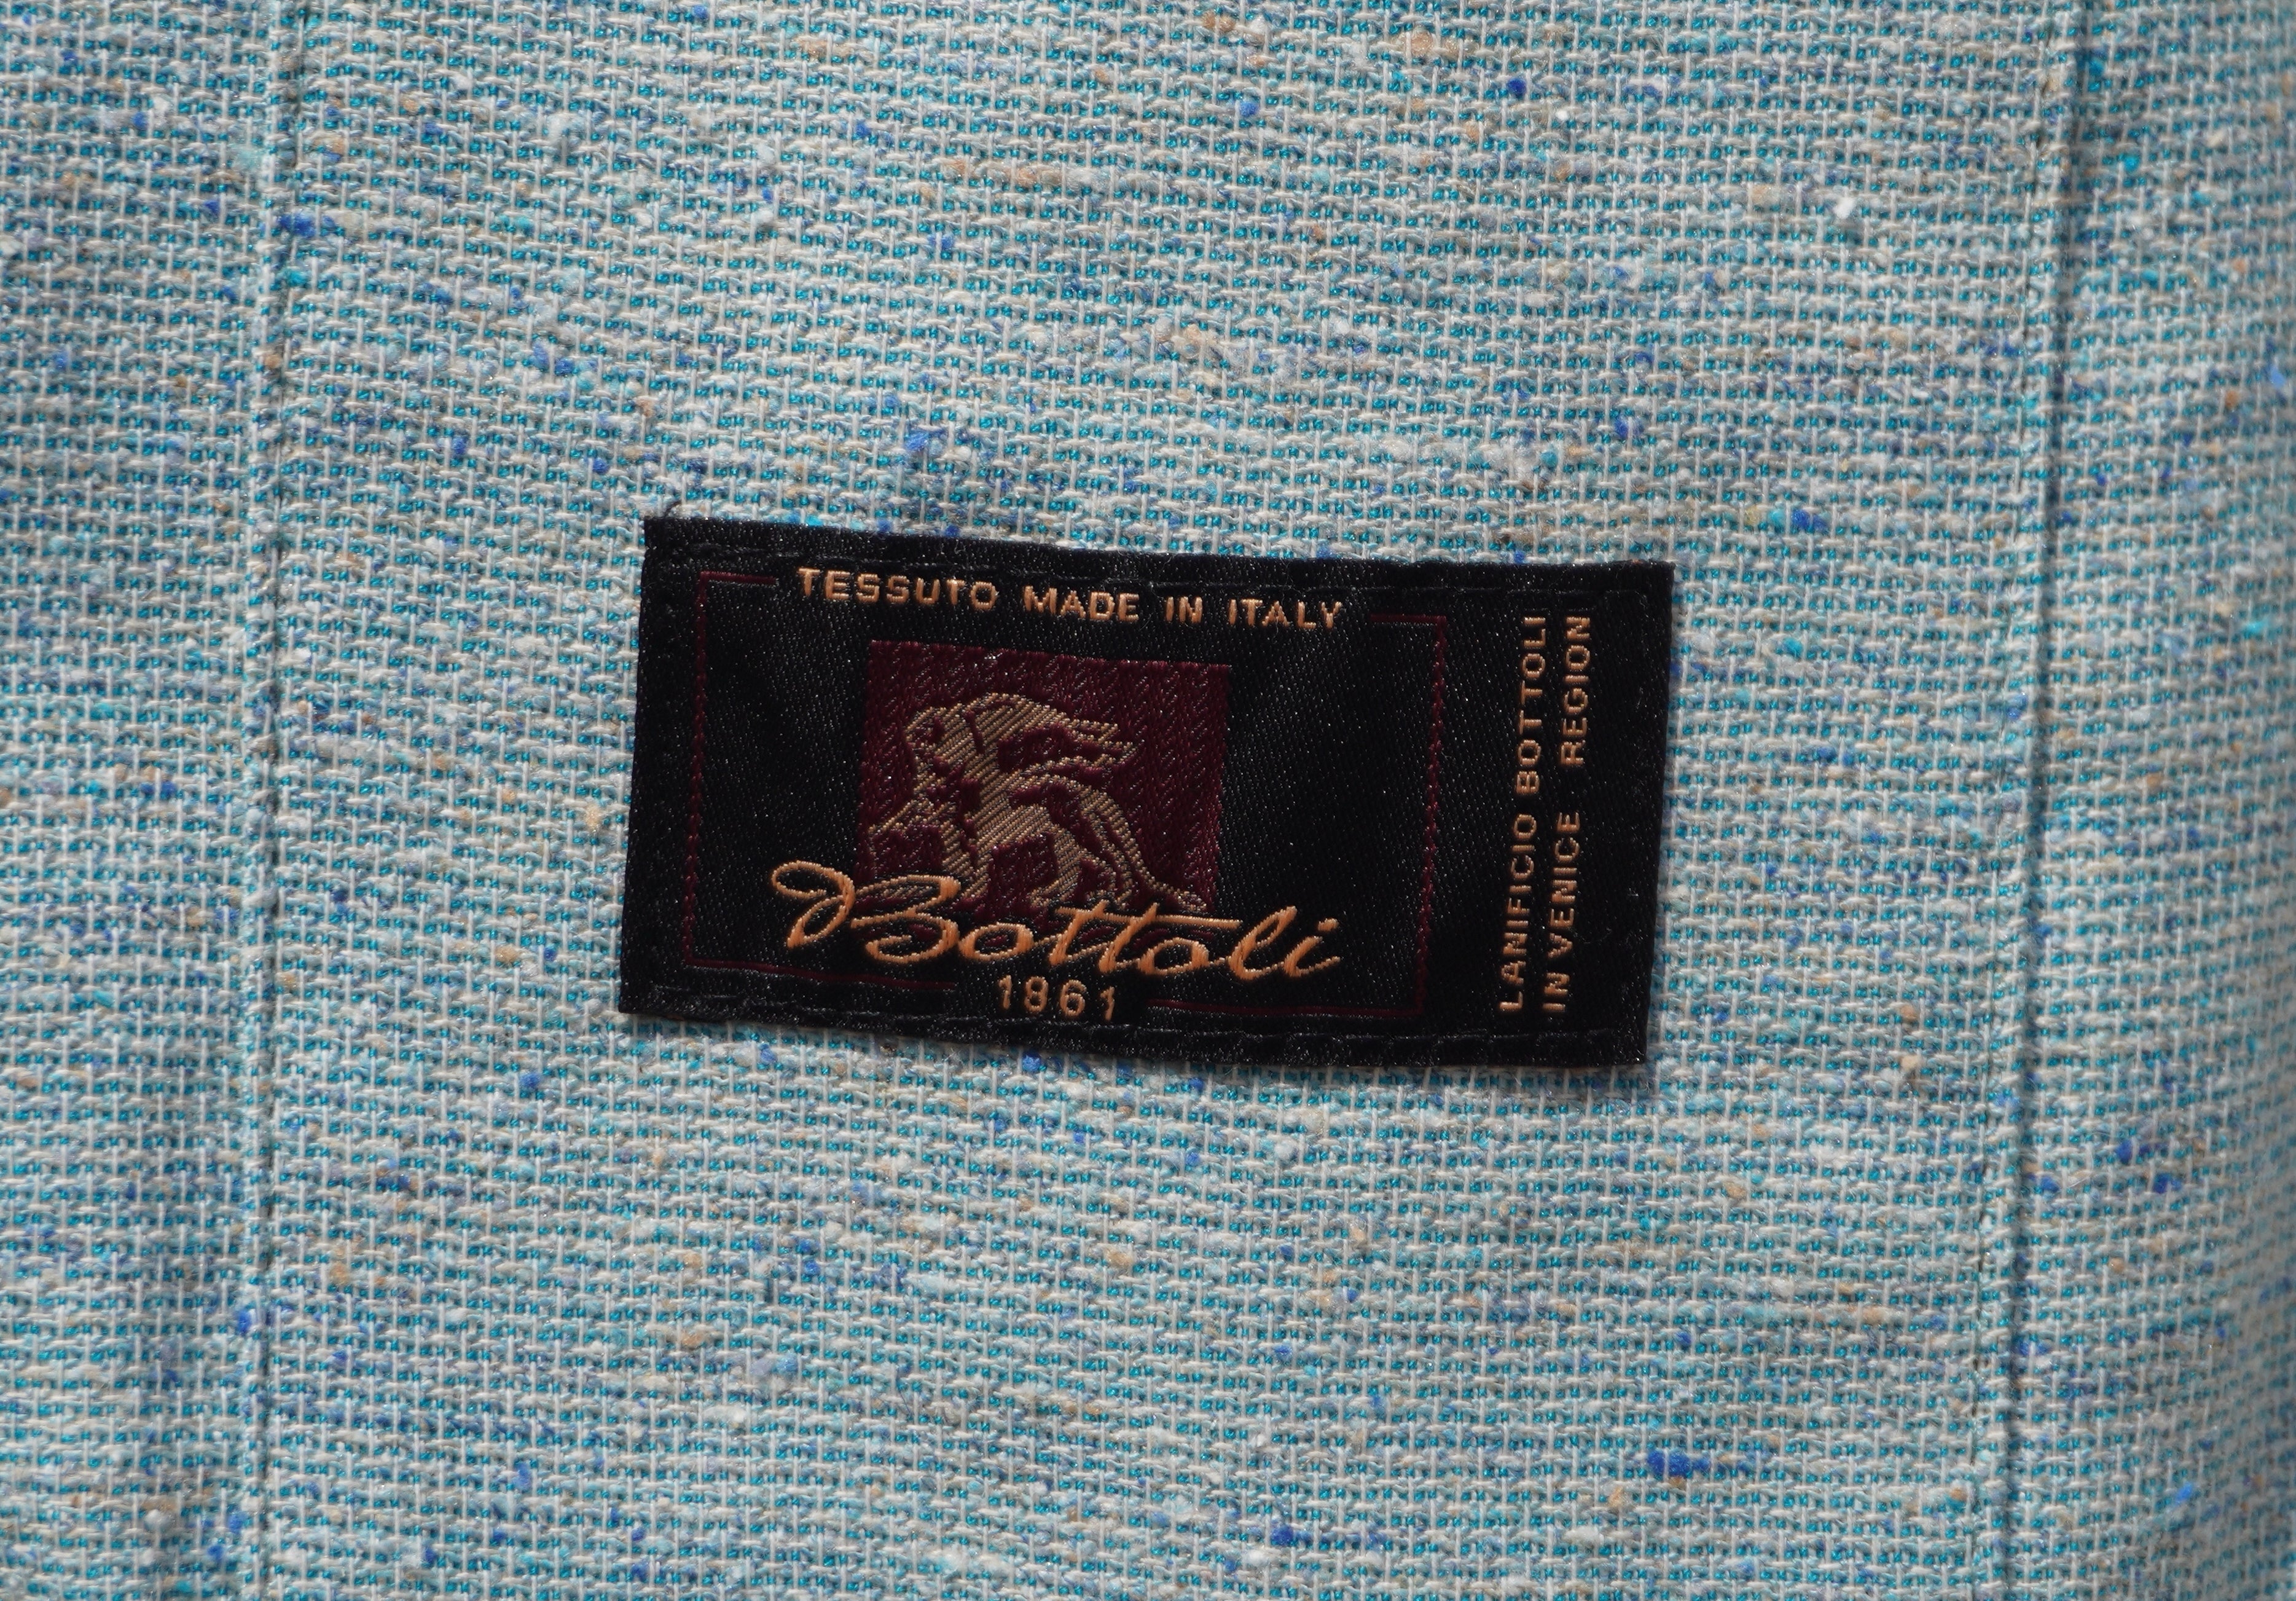 TESSUTO MADE IN ITALY
Bottoli
1861
LANIFICIO BOTTOLI
IN VENICE REGION